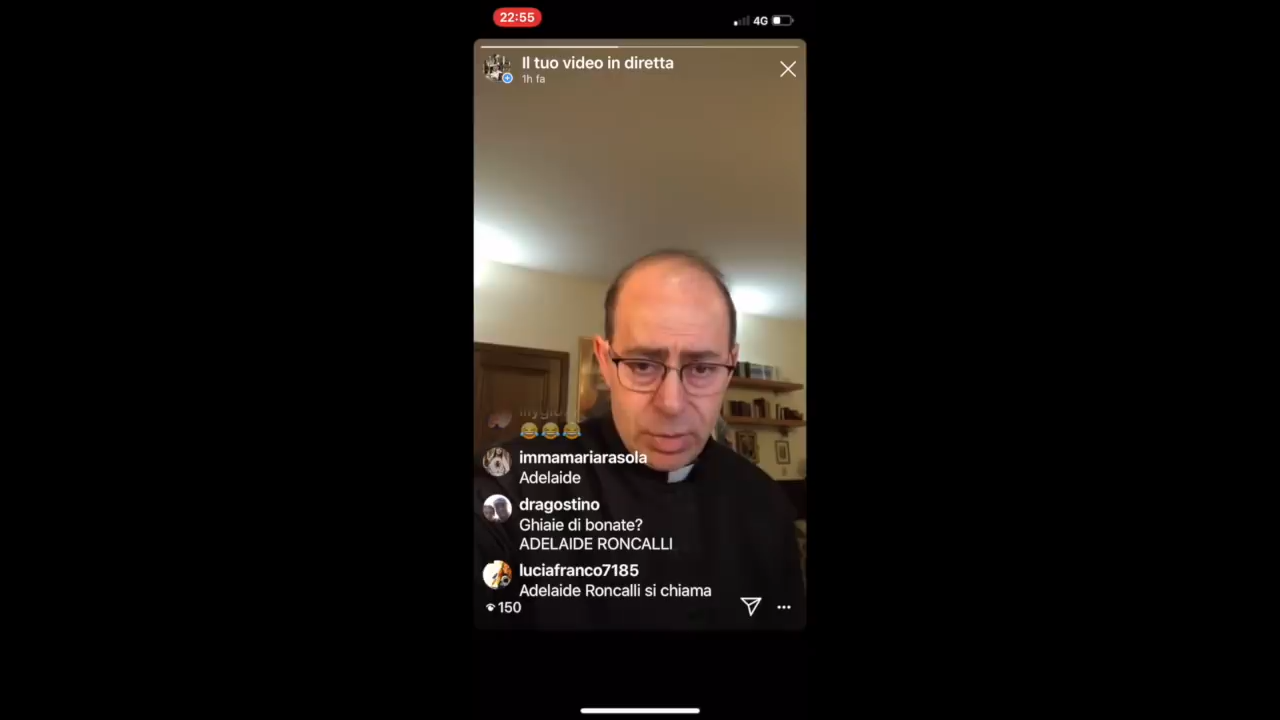 22:55
4G
Il tuo video in diretta
1h fa
😂😂😂
immamariarasola
Adelaide
dragostino
Ghiaie di bonate?
ADELAIDE RONCALLI
luciafranco7185
Adelaide Roncalli si chiama
150